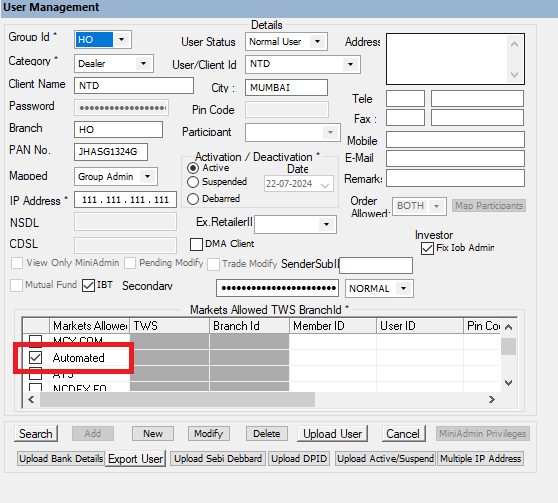 User Management
Details
Group Id * HO
User Status Normal User
Address
Category * Dealer
User/Client Id NTD
Client Name NTD
City : MUMBAI
Tele
Password ******************
Pin Code
Fax :
Branch HO
Participant
Mobile
PAN No. JHASG1324G
Activation / Deactivation *
E-Mail
Active
Date
Mapped Group Admin
Suspended 22-07-2024
Remarks
IP Address * 111 . 111 . 111 . 111
Debarred
Order Allowed: BOTH Map Participants
NSDL
Ex.RetailerII
CDSL
DMA Client
Investor
Fix Iob Admin
View Only MiniAdmin Pending Modify Trade Modify SenderSubII
Mutual Fund IBT Secondary ************************ NORMAL
Markets Allowed TWS BranchId *
Markets Allowed TWS Branch Id Member ID User ID Pin Co
MCX COM
Automated
ATS
NCDEX FO
Search Add New Modify Delete Upload User Cancel MiniAdmin Privileges
Upload Bank Details Export User Upload Sebi Debbard Upload DPID Upload Active/Suspend Multiple IP Address